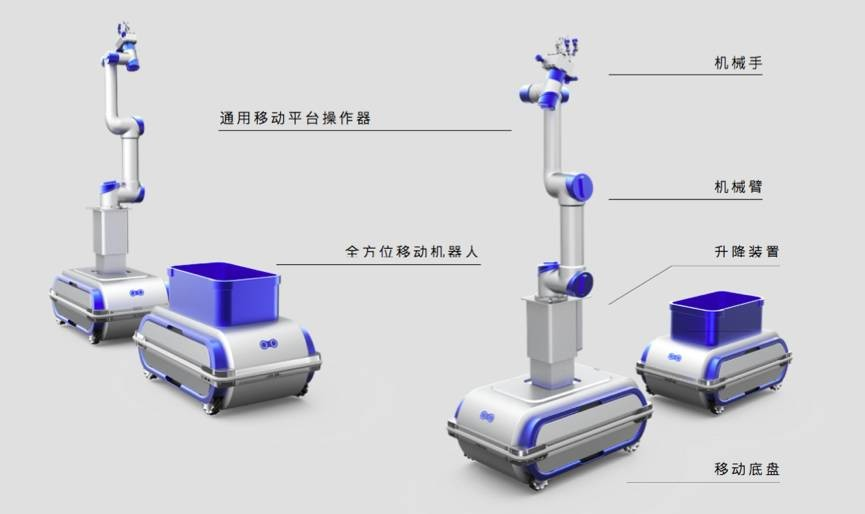 机械手
通用移动平台操作器
机械臂
全方位移动机器人
升降装置
移动底盘